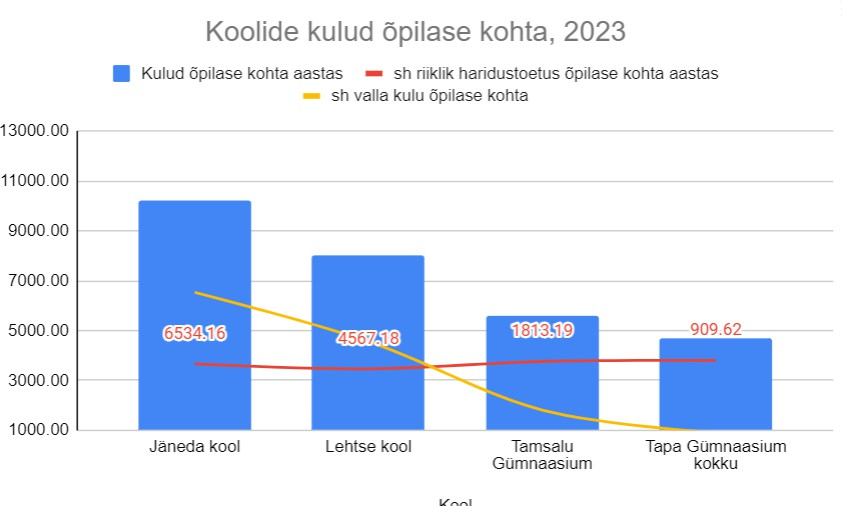 Koolide kulud õpilase kohta, 2023
Kulud õpilase kohta aastas sh riiklik haridustoetus õpilase kohta aastas
sh valla kulu õpilase kohta
13000.00
11000.00
9000.00
7000.00
5000.00
3000.00
1000.00
6534.16 4567.18 1813.19 909.62
Jäneda kool Lehtse kool Tamsalu Gümnaasium Tapa Gümnaasium kokku
Kool